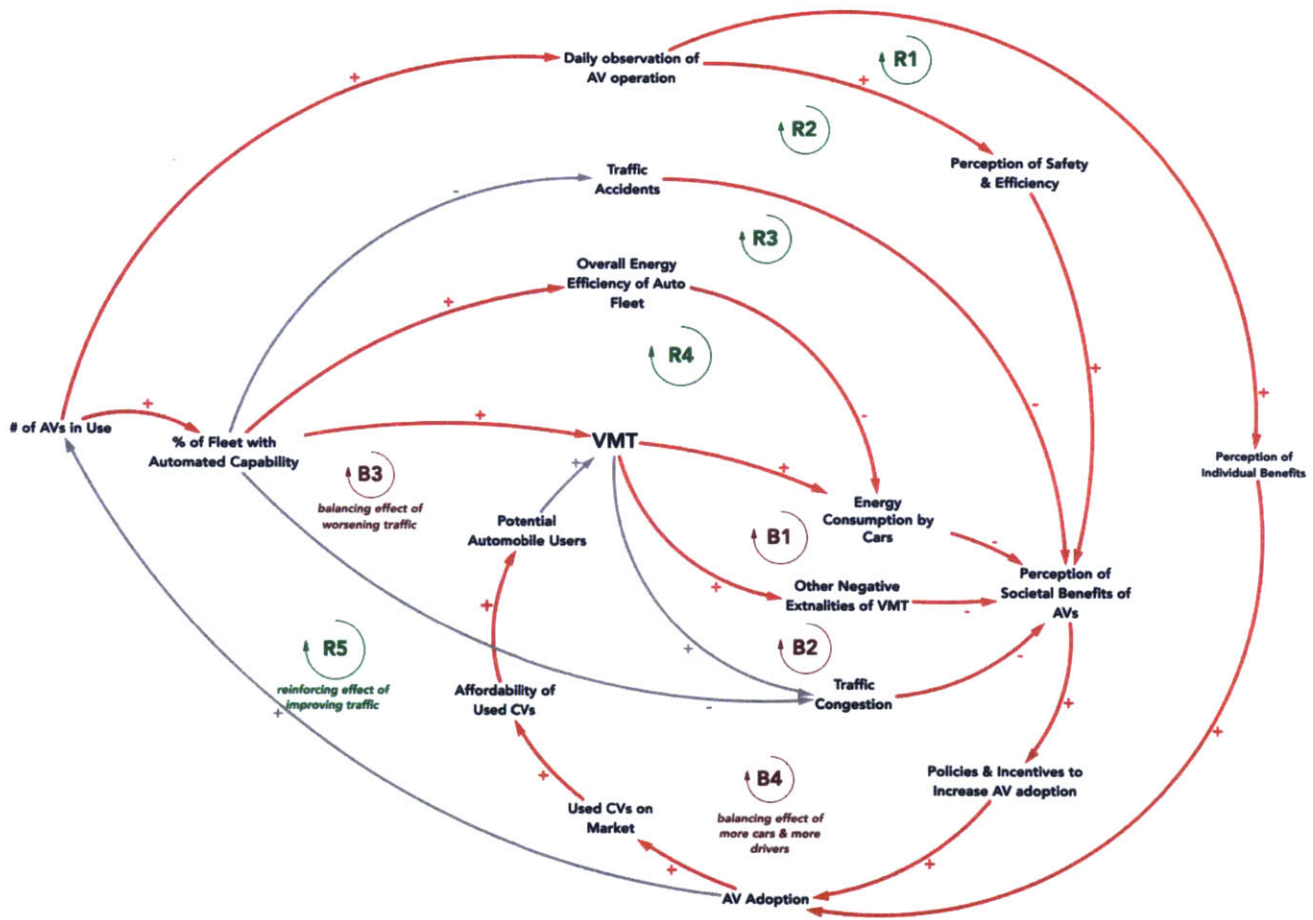 Daily observation of
AV operation
R1
+
+
R2
Perception of Safety
& Efficiency
Traffic
Accidents
-
R3
Overall Energy
Efficiency of Auto
Fleet
+
R4
+
-
+
-
# of AVs in Use
+
% of Fleet with
Automated Capability
+
VMT
+
+
Perception of
Individual Benefits
B3
balancing effect of
worsening traffic
Potential
Automobile Users
Energy
Consumption by
Cars
B1
-
Perception of
Societal Benefits of
AVs
Other Negative
Extnalities of VMT
+
-
+
R5
reinforcing effect of
improving traffic
+
B2
+
-
Affordability of
Used CVs
Traffic
Congestion
-
+
+
Policies & Incentives to
Increase AV adoption
+
B4
balancing effect of
more cars & more
drivers
Used CVs on
Market
+
+
AV Adoption